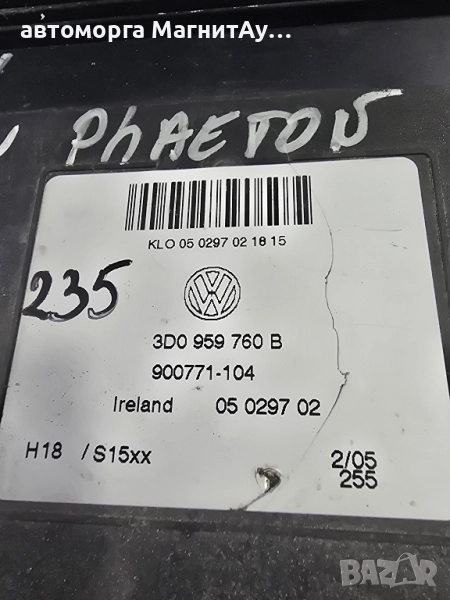 автоморга МагнитАу...
PhAETON
KLO 05 0297 02 18 15
235
3D0 959 760 B
900771-104
Ireland 05 0297 02
H18 /S15xx
2/05
255
BAZAR